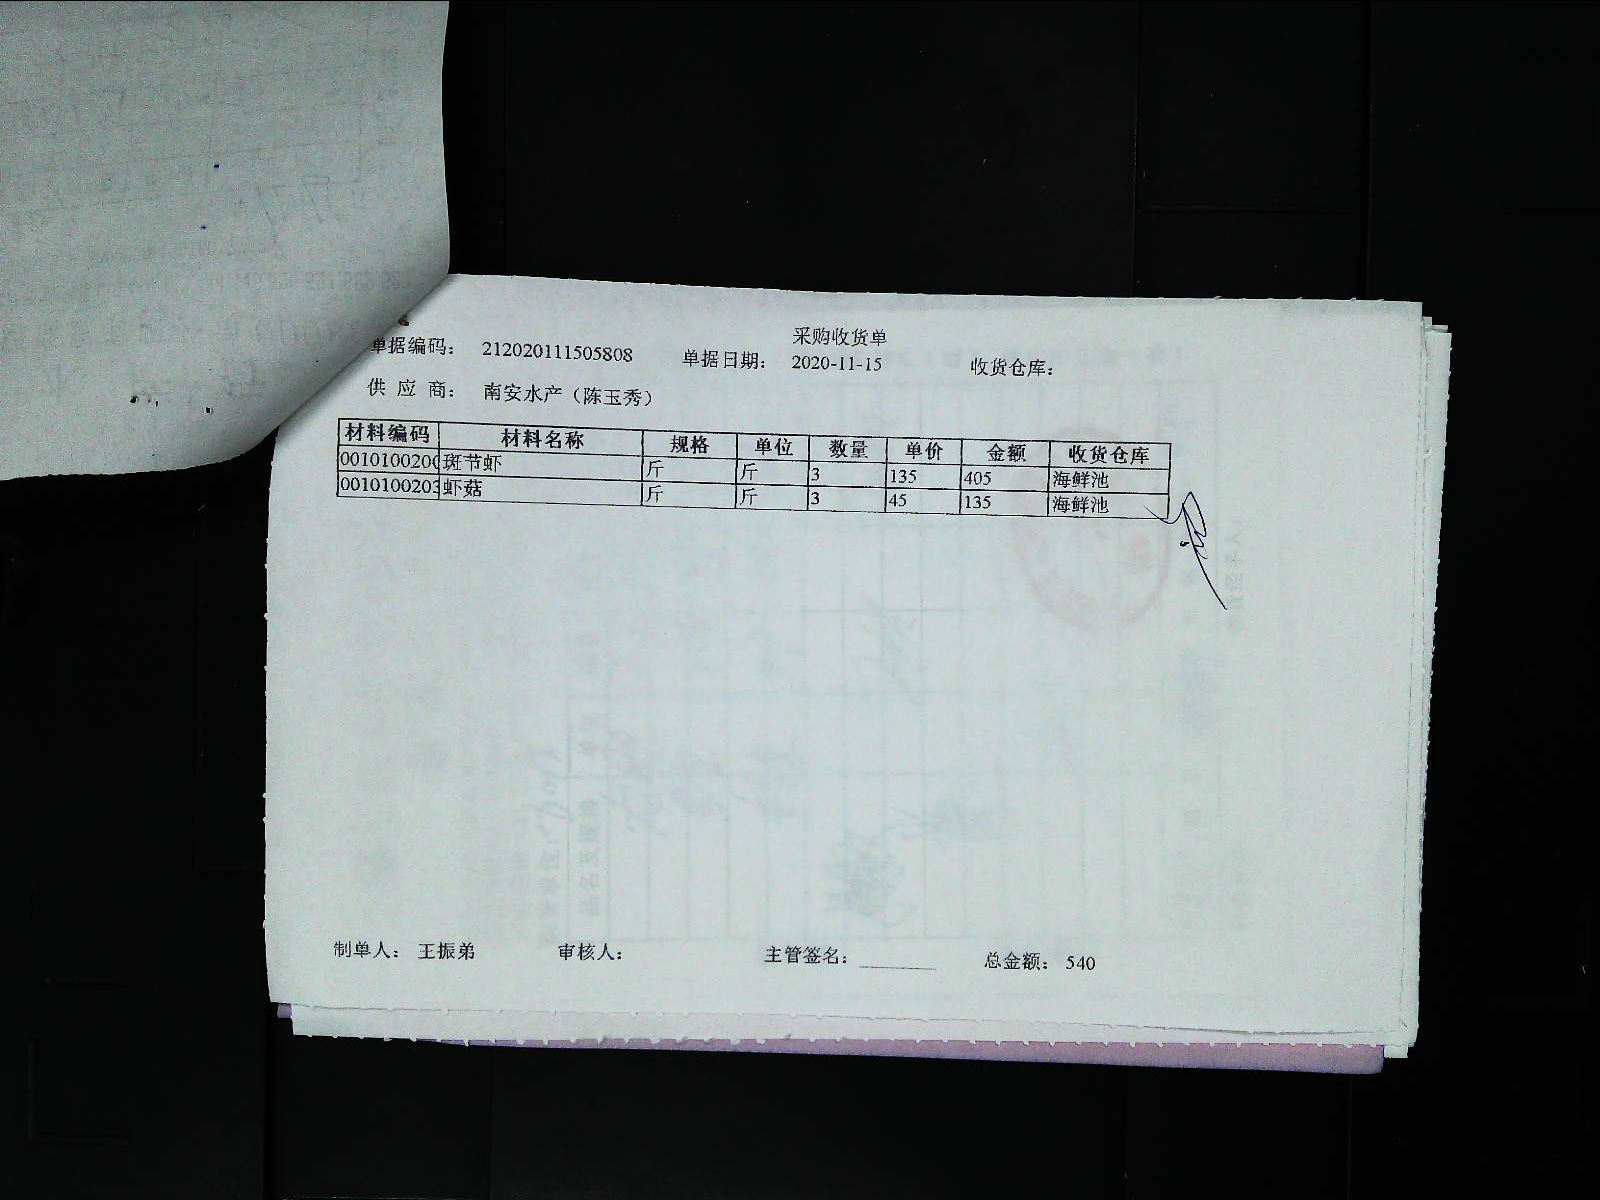 采购收货单
单据编码： 212020111505808 单据日期： 2020-11-15 收货仓库：
供 应 商： 南安水产（陈玉秀）
材料编码 材料名称 规格 单位 数量 单价 金额 收货仓库
0010100200 斑节虾 斤 斤 3 135 405 海鲜池
0010100203 虾菇 斤 斤 3 45 135 海鲜池
制单人： 王振弟 审核人： 主管签名： 总金额： 540